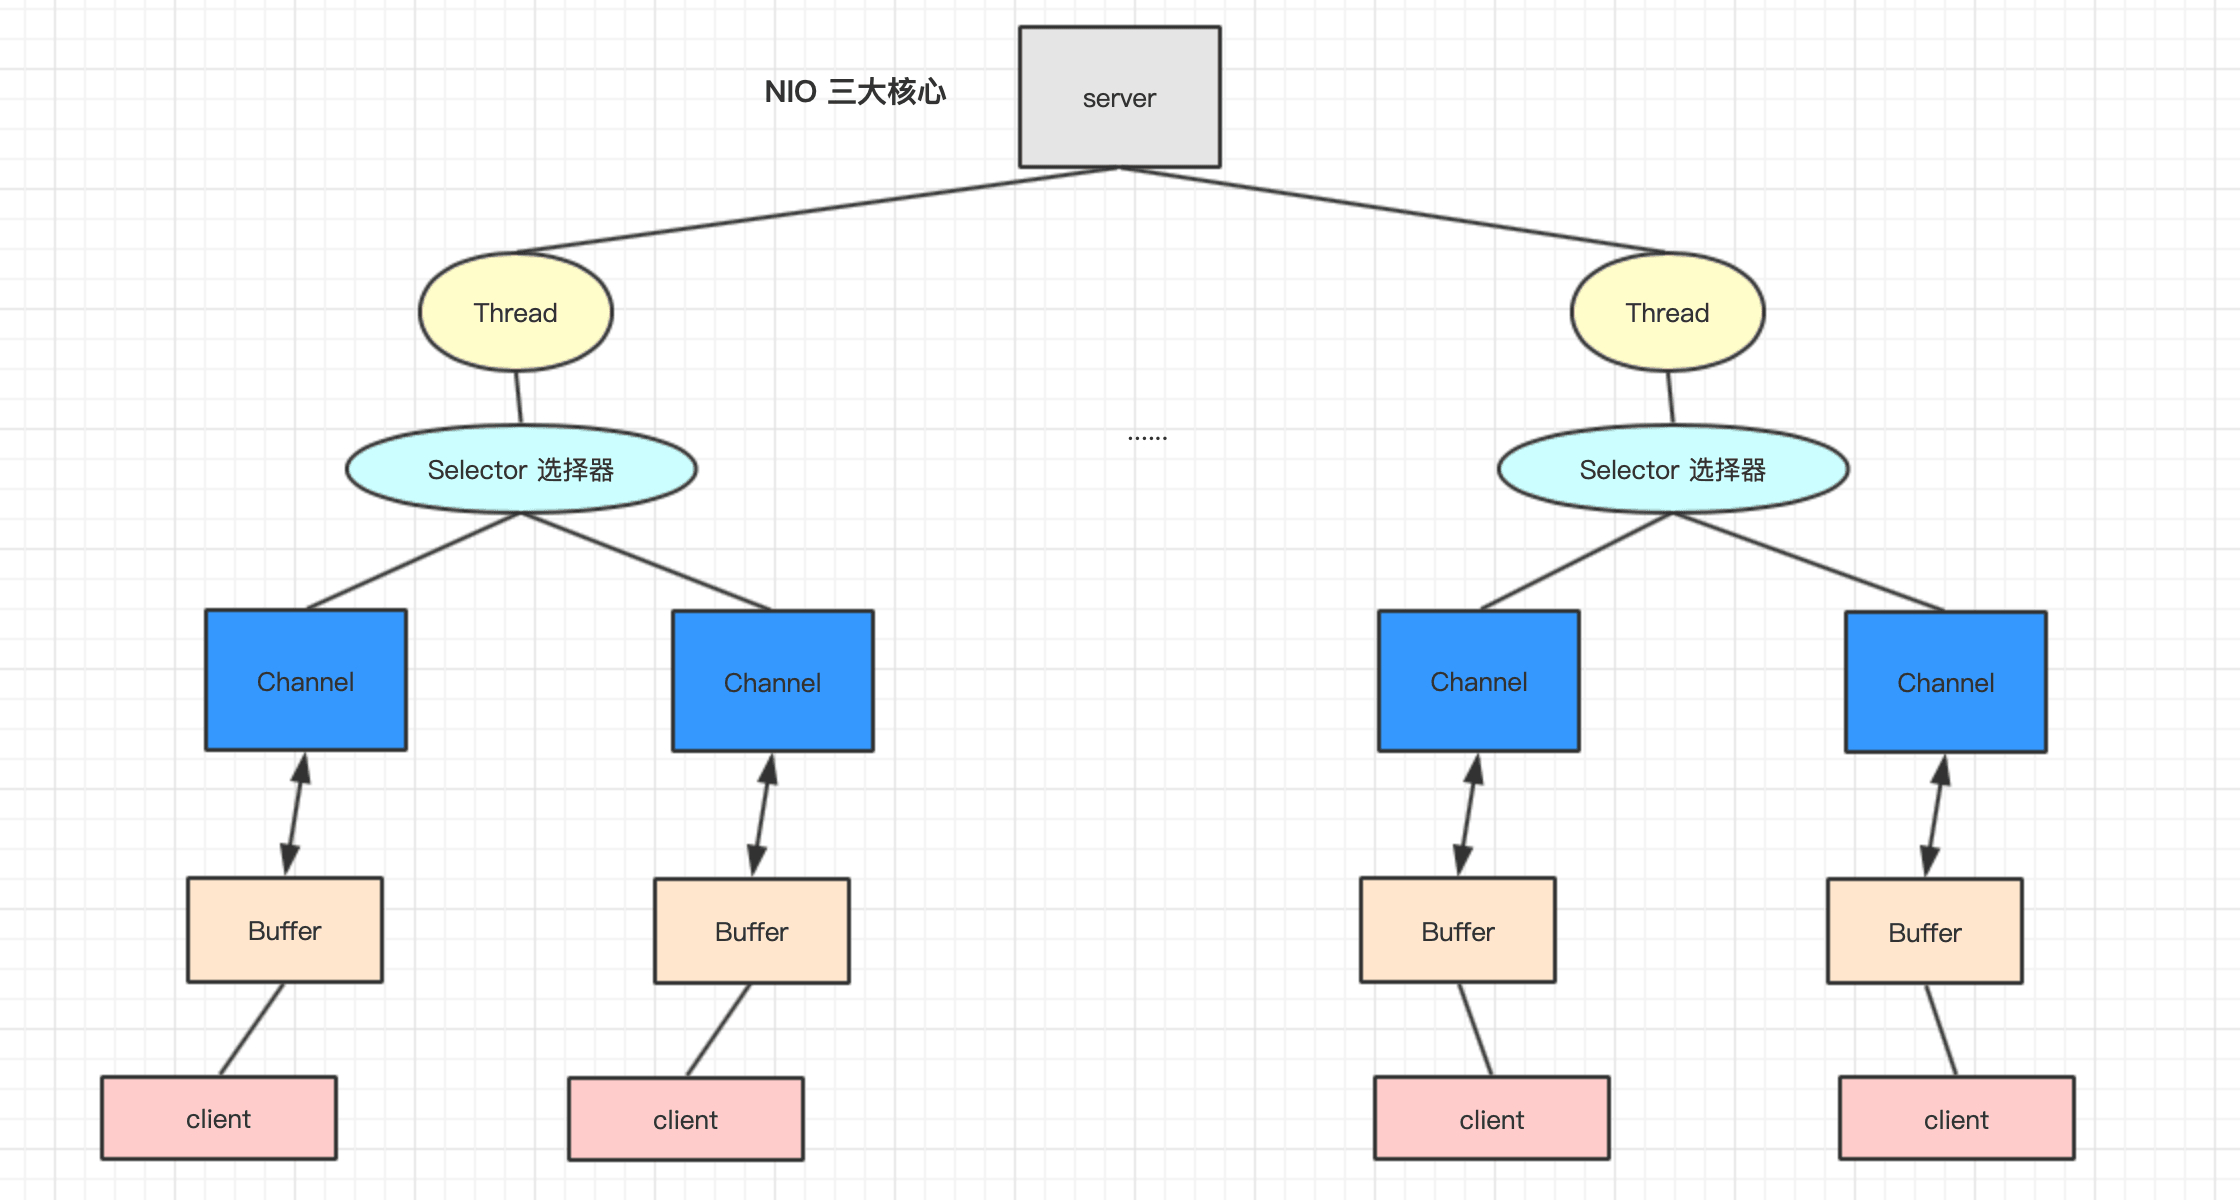 NIO 三大核心
server
Thread
Thread
Selector 选择器
......
Selector 选择器
Channel
Channel
Channel
Channel
Buffer
Buffer
Buffer
Buffer
client
client
client
client